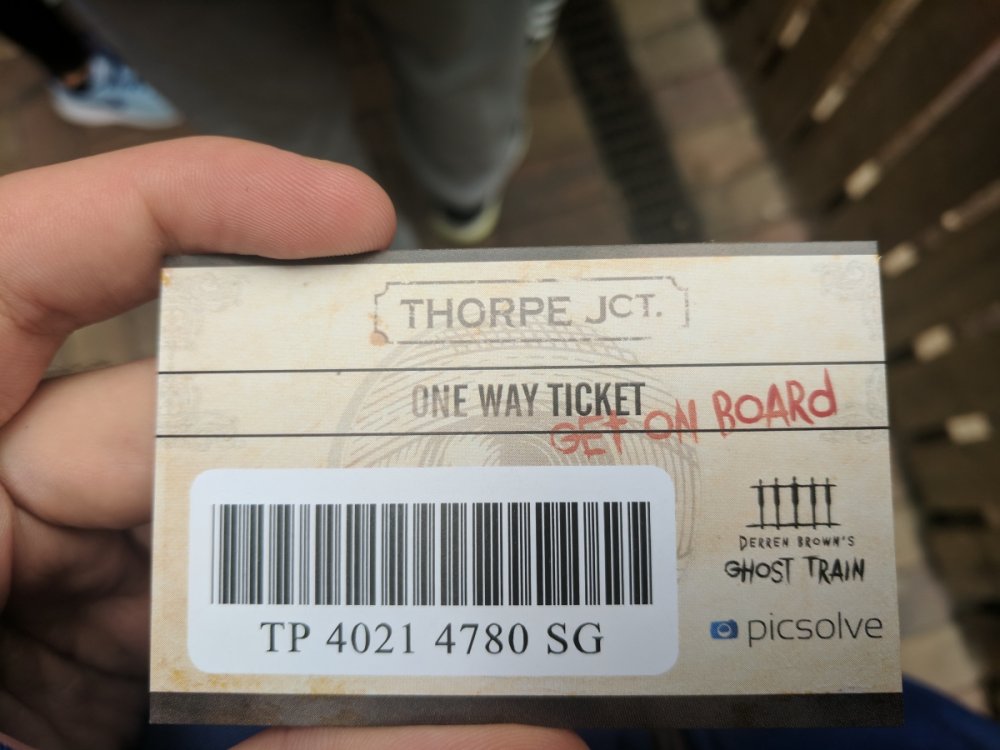 THORPE JCT.
ONE WAY TICKET
GET ON BOARD
DERREN BROWN'S
GHOST TRAIN
picsolve
TP 4021 4780 SG